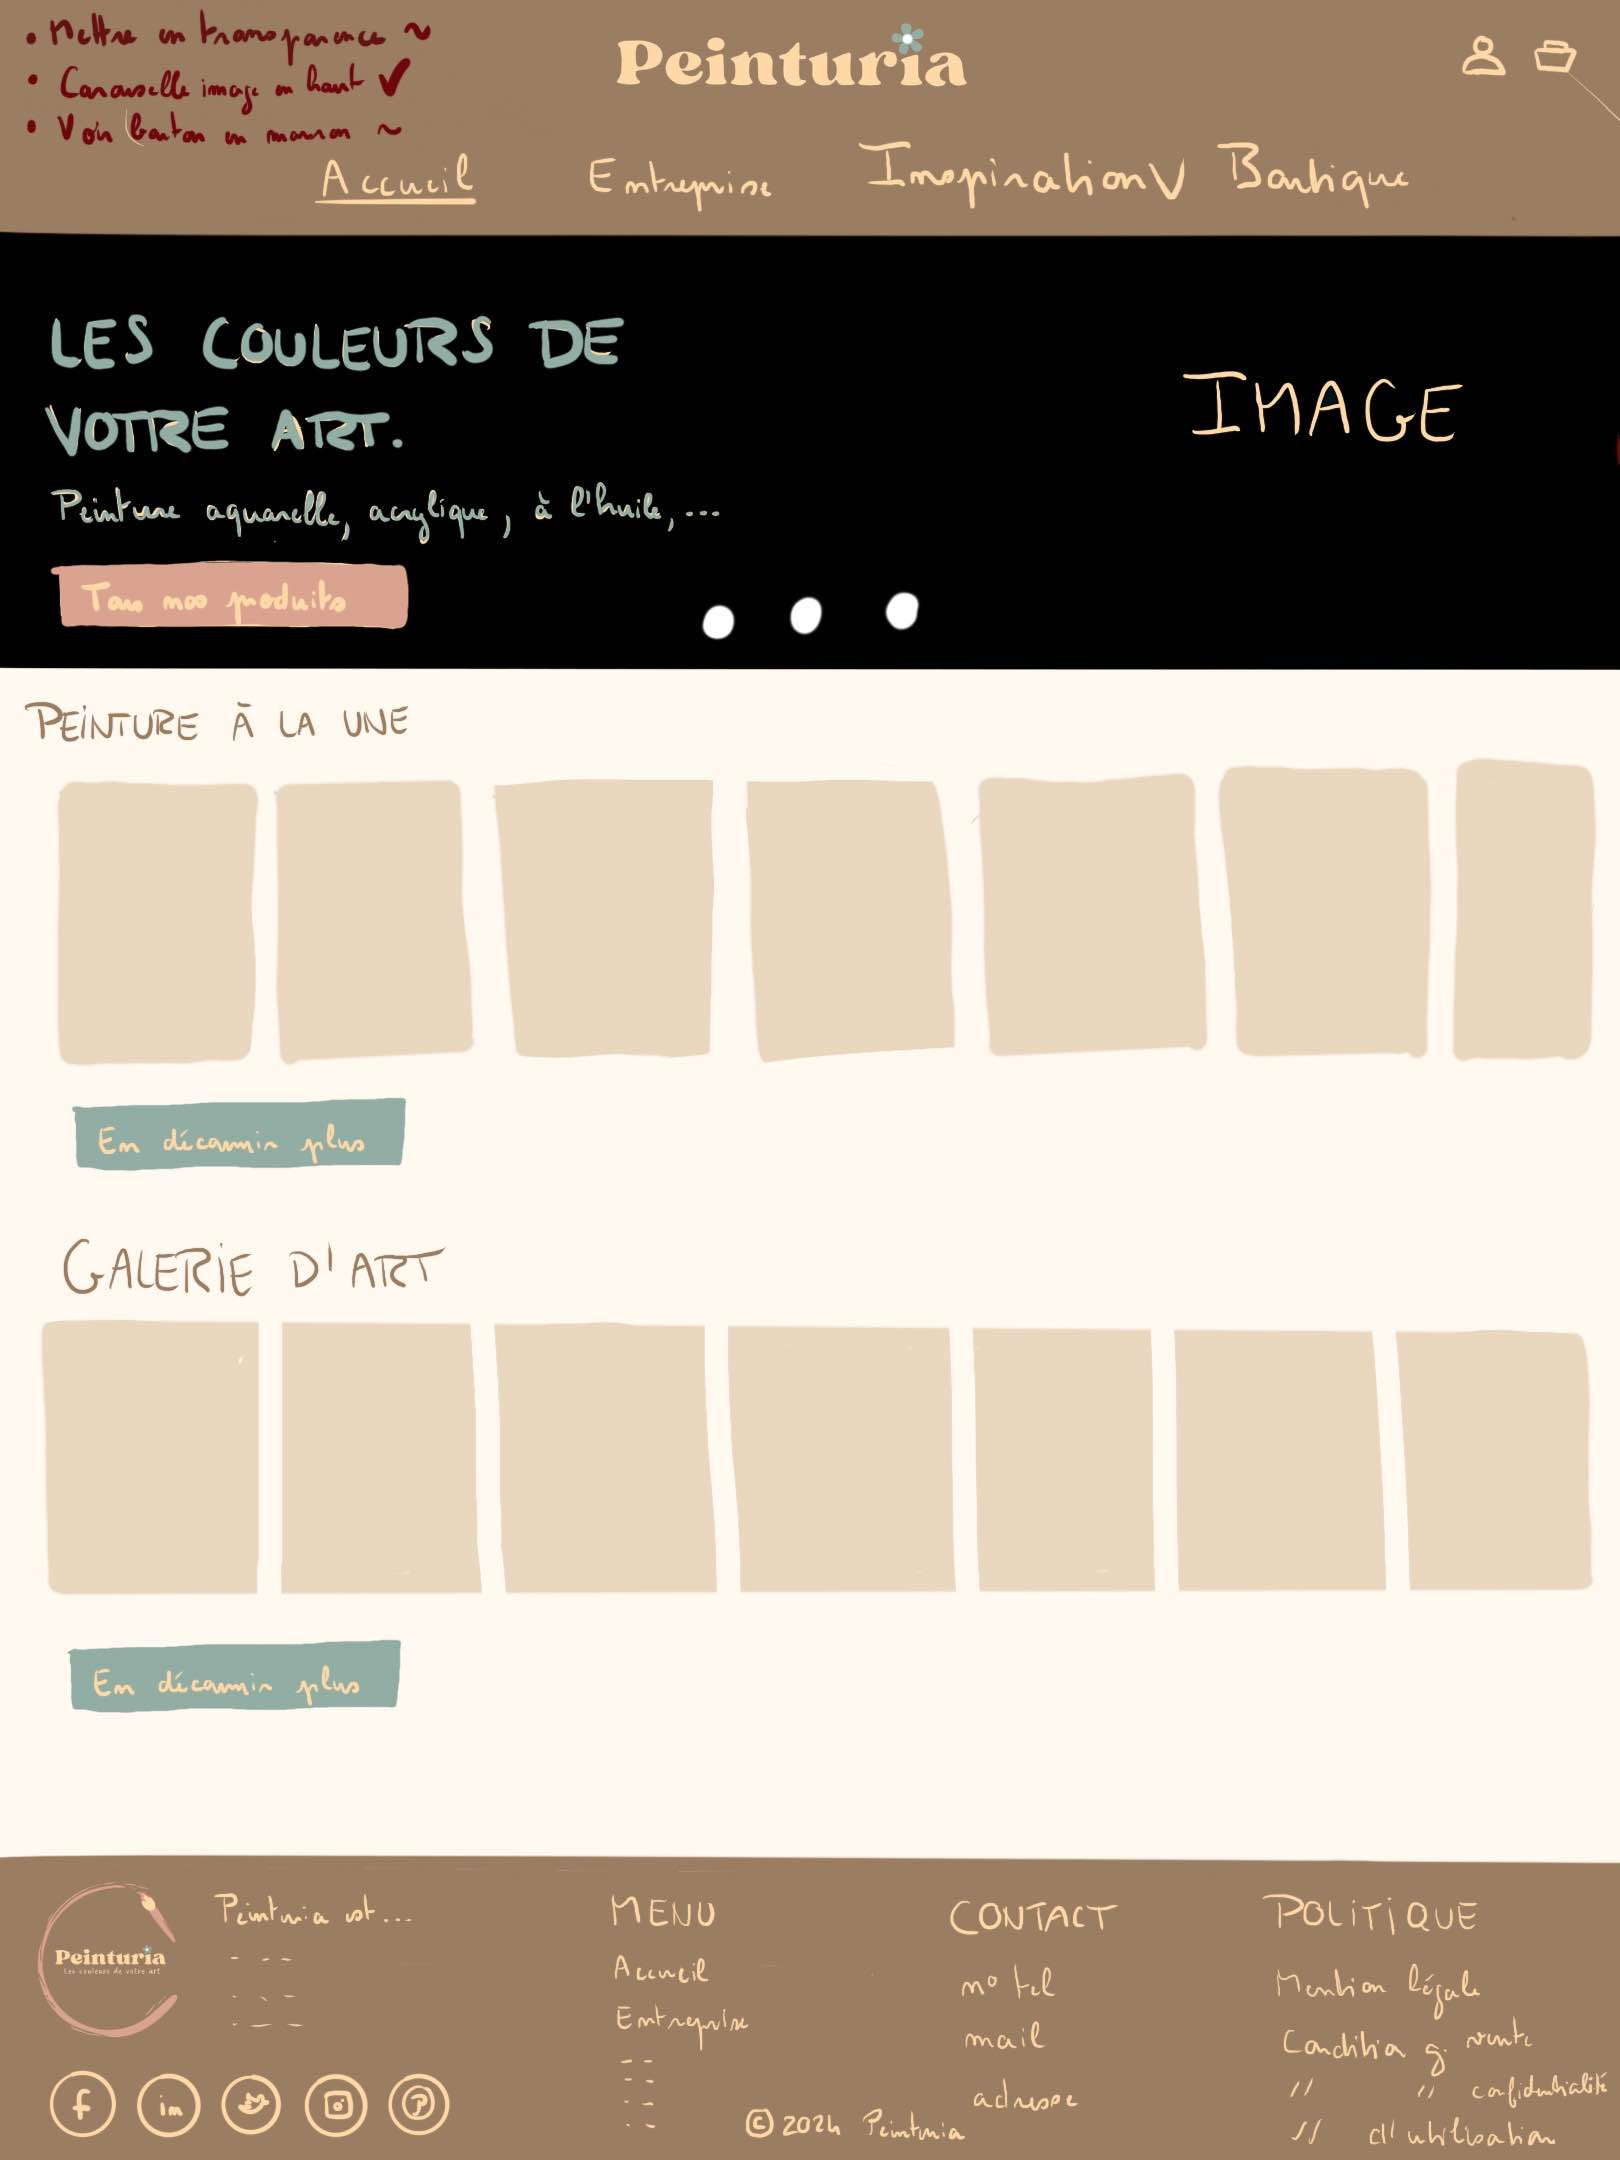 • Mettre en transparence ~
• Carouselle image en haut ✓
• Voir bouton en marron ~
Peinturia
Accueil Entreprise Inspiration V Boutique
LES COULEURS DE
VOTRE ART.
IMAGE
Peinture aquarelle, acrylique, à l'huile, ...
Tous nos produits
PEINTURE À LA UNE
En découvrir plus
GALERIE D'ART
En découvrir plus
Peinturia
Les couleurs de votre art
Peinturia est...
MENU
Accueil
Entreprise
CONTACT
n° tel
mail
adresse
POLITIQUE
Mention légale
Condition g. vente
" " confidentialité
" d'utilisation
f in P
© 2024 Peinturia